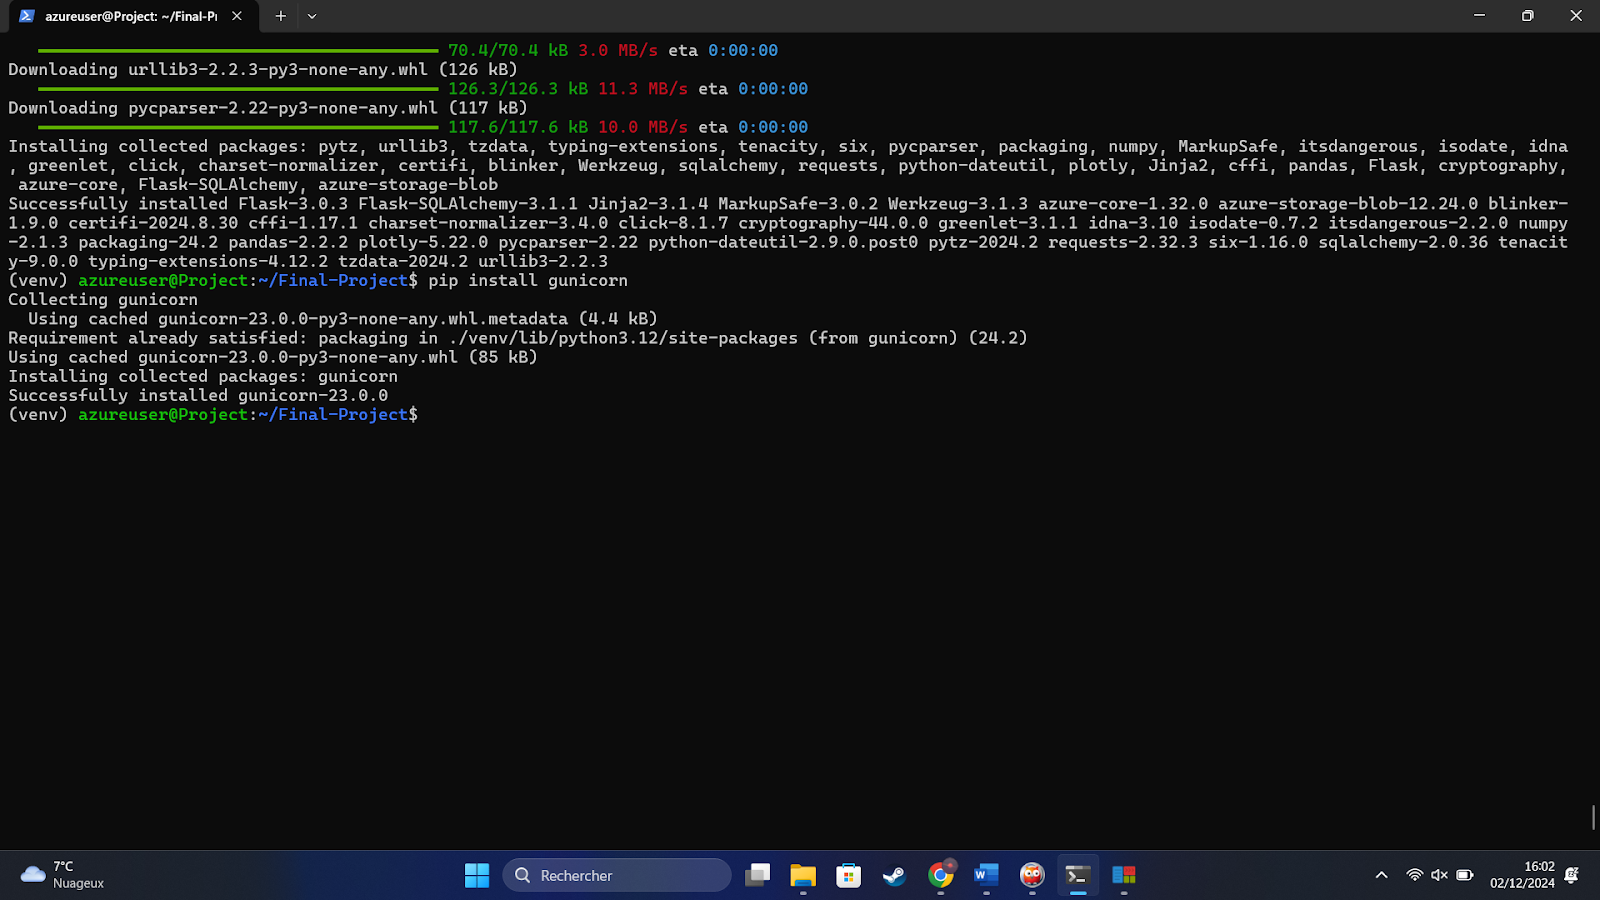 azureuser@Project: ~/Final-Pr
70.4/70.4 kB 3.0 MB/s eta 0:00:00
Downloading urllib3-2.2.3-py3-none-any.whl (126 kB)
126.3/126.3 kB 11.3 MB/s eta 0:00:00
Downloading pycparser-2.22-py3-none-any.whl (117 kB)
117.6/117.6 kB 10.0 MB/s eta 0:00:00
Installing collected packages: pytz, urllib3, tzdata, typing-extensions, tenacity, six, pycparser, packaging, numpy, MarkupSafe, itsdangerous, isodate, idna
, greenlet, click, charset-normalizer, certifi, blinker, Werkzeug, sqlalchemy, requests, python-dateutil, plotly, Jinja2, cffi, pandas, Flask, cryptography,
azure-core, Flask-SQLAlchemy, azure-storage-blob
Successfully installed Flask-3.0.3 Flask-SQLAlchemy-3.1.1 Jinja2-3.1.4 MarkupSafe-3.0.2 Werkzeug-3.1.3 azure-core-1.32.0 azure-storage-blob-12.24.0 blinker-
1.9.0 certifi-2024.8.30 cffi-1.17.1 charset-normalizer-3.4.0 click-8.1.7 cryptography-44.0.0 greenlet-3.1.1 idna-3.10 isodate-0.7.2 itsdangerous-2.2.0 numpy
-2.1.3 packaging-24.2 pandas-2.2.2 plotly-5.22.0 pycparser-2.22 python-dateutil-2.9.0.post0 pytz-2024.2 requests-2.32.3 six-1.16.0 sqlalchemy-2.0.36 tenacit
y-9.0.0 typing-extensions-4.12.2 tzdata-2024.2 urllib3-2.2.3
(venv) azureuser@Project:~/Final-Project$ pip install gunicorn
Collecting gunicorn
Using cached gunicorn-23.0.0-py3-none-any.whl.metadata (4.4 kB)
Requirement already satisfied: packaging in ./venv/lib/python3.12/site-packages (from gunicorn) (24.2)
Using cached gunicorn-23.0.0-py3-none-any.whl (85 kB)
Installing collected packages: gunicorn
Successfully installed gunicorn-23.0.0
(venv) azureuser@Project:~/Final-Project$
7°C
Nuageux
Rechercher
16:02
02/12/2024